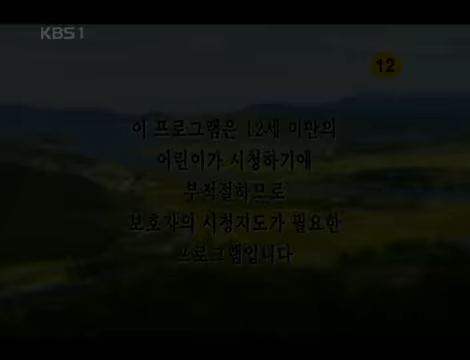 KBS1
12
이 프로그램은 12세 미만의
어린이가 시청하기에
부적절하므로
보호자의 시청지도가 필요한
프로그램입니다